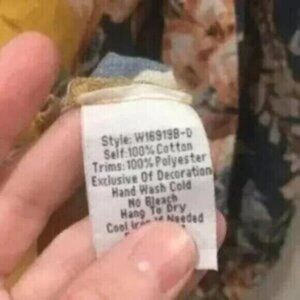 Style: W16919B-D
Self:100% Cotton
Trims:100% Polyester
Exclusive Of Decoration
Hand Wash Cold
No Bleach
Hang To Dry
Cool Iron If Needed